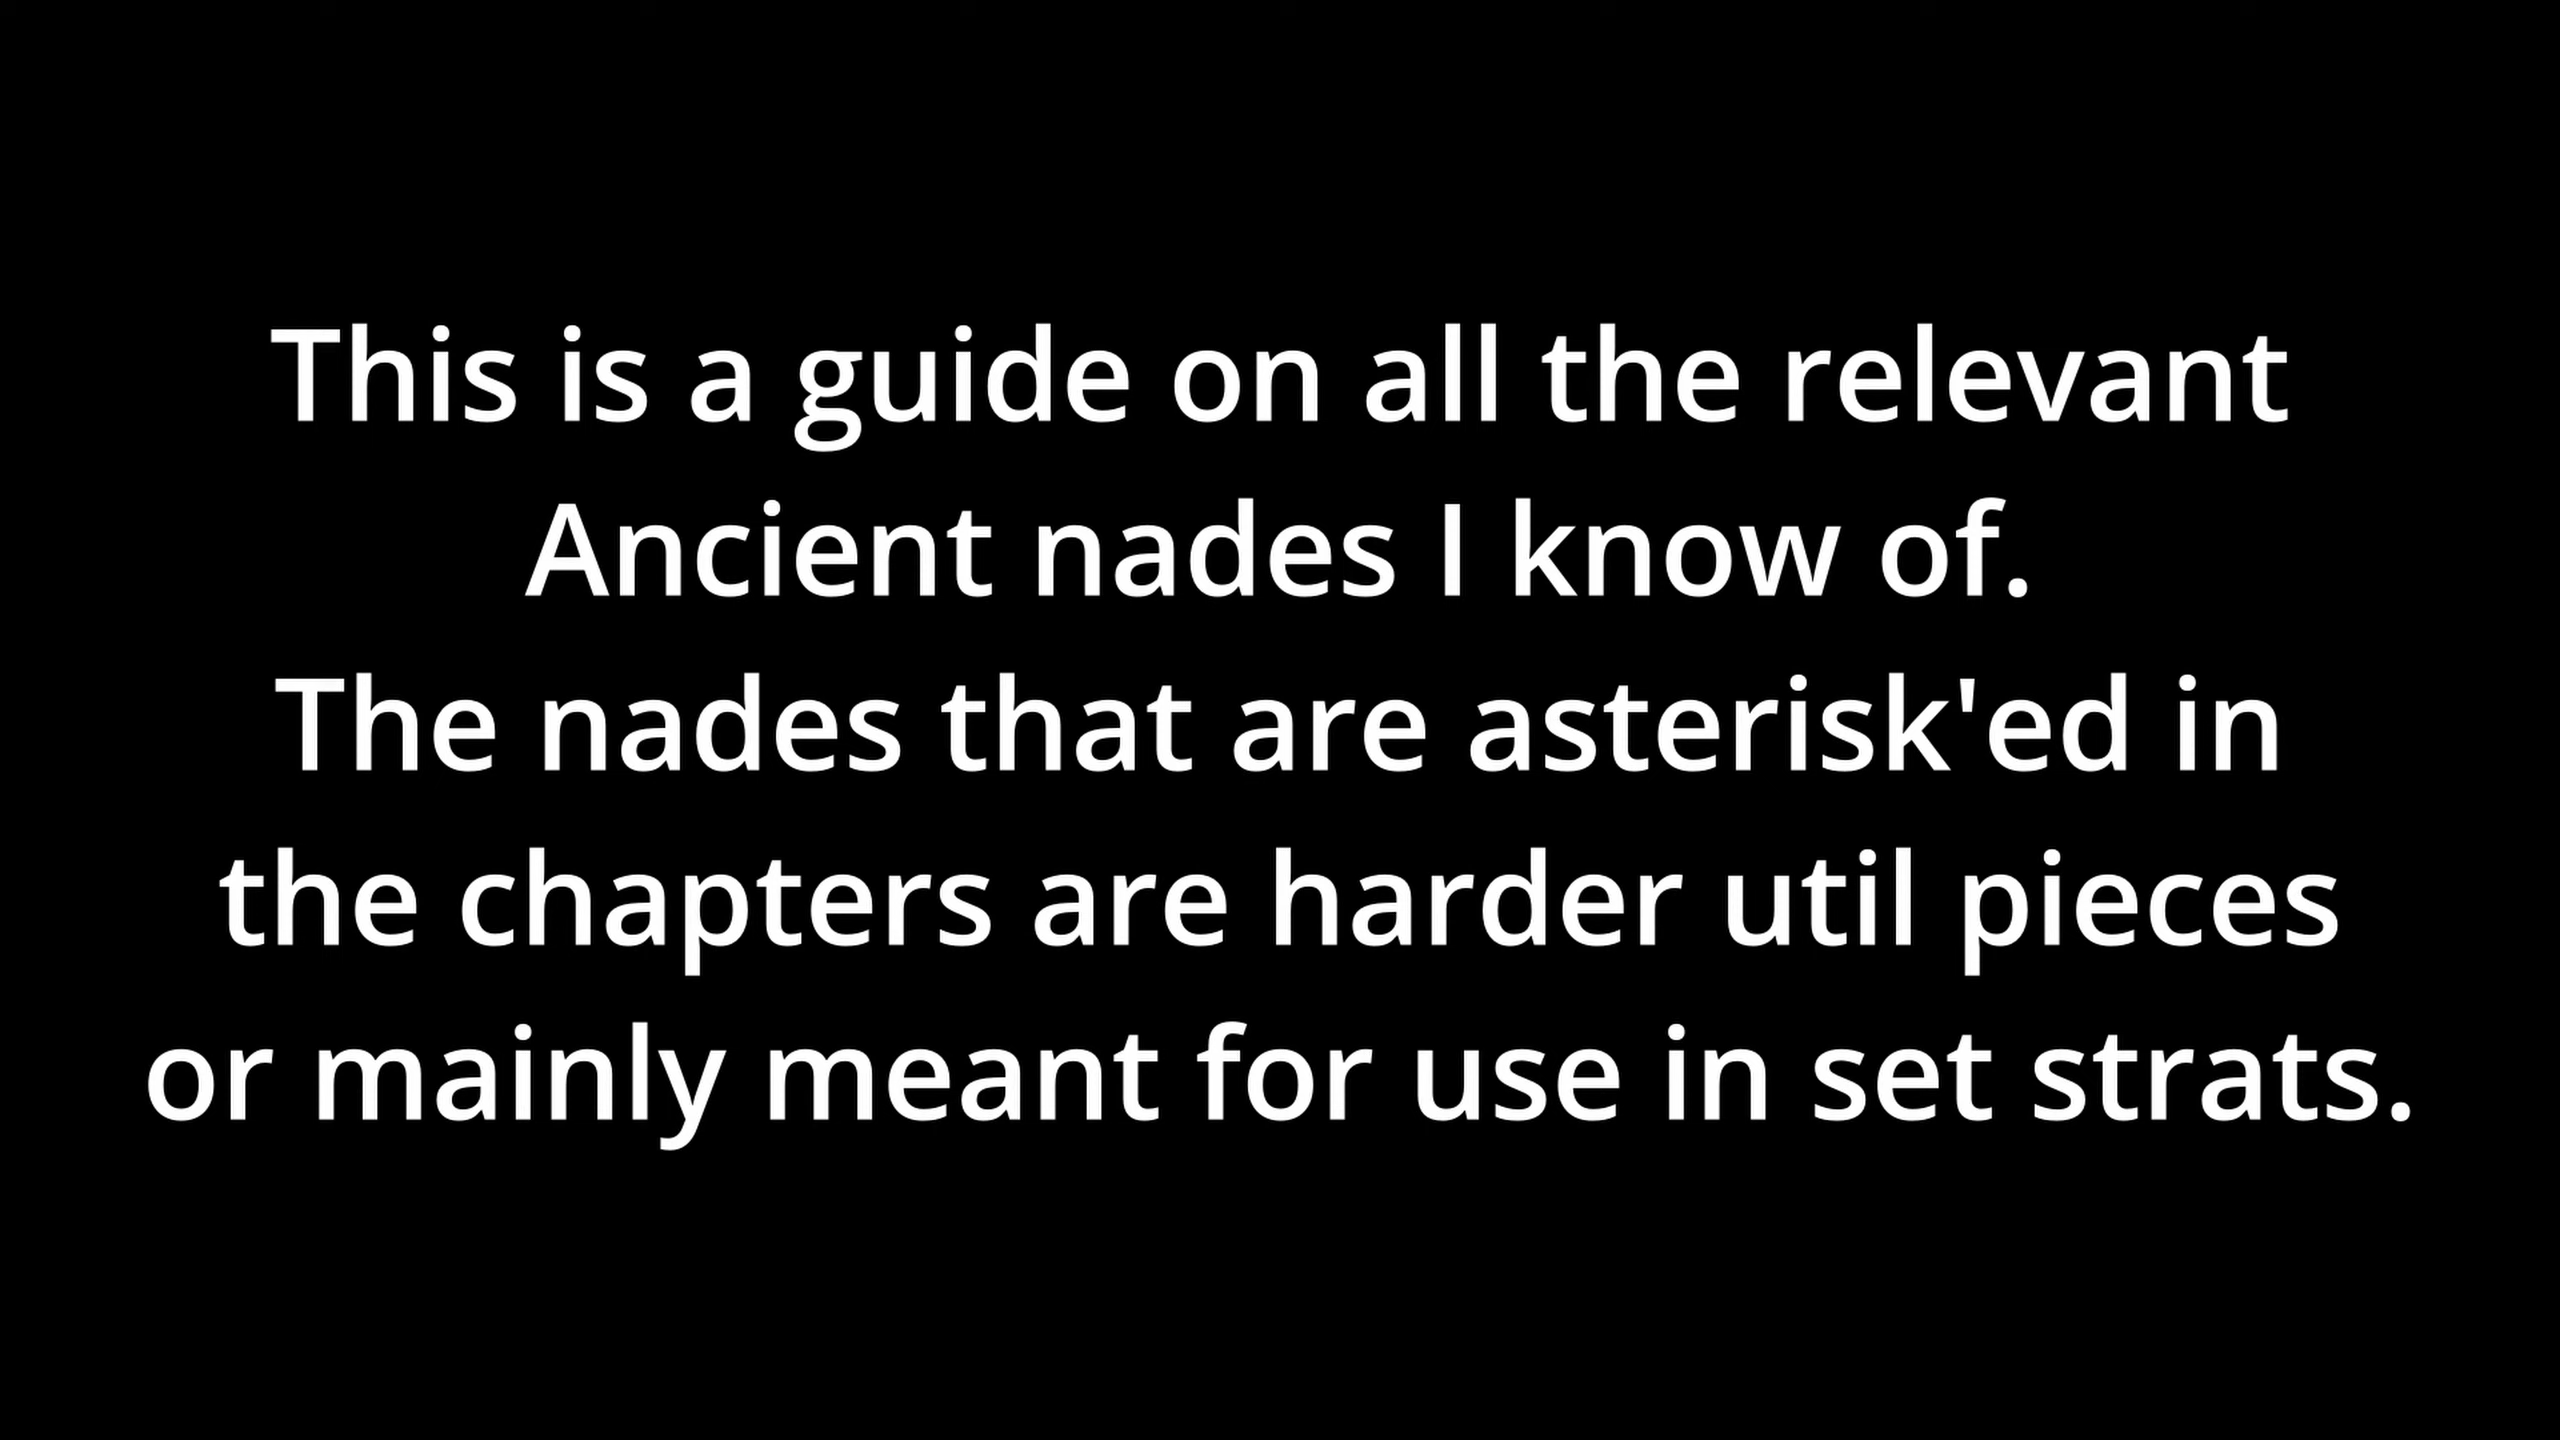 This is a guide on all the relevant
Ancient nades I know of.
The nades that are asterisk'ed in
the chapters are harder util pieces
or mainly meant for use in set strats.